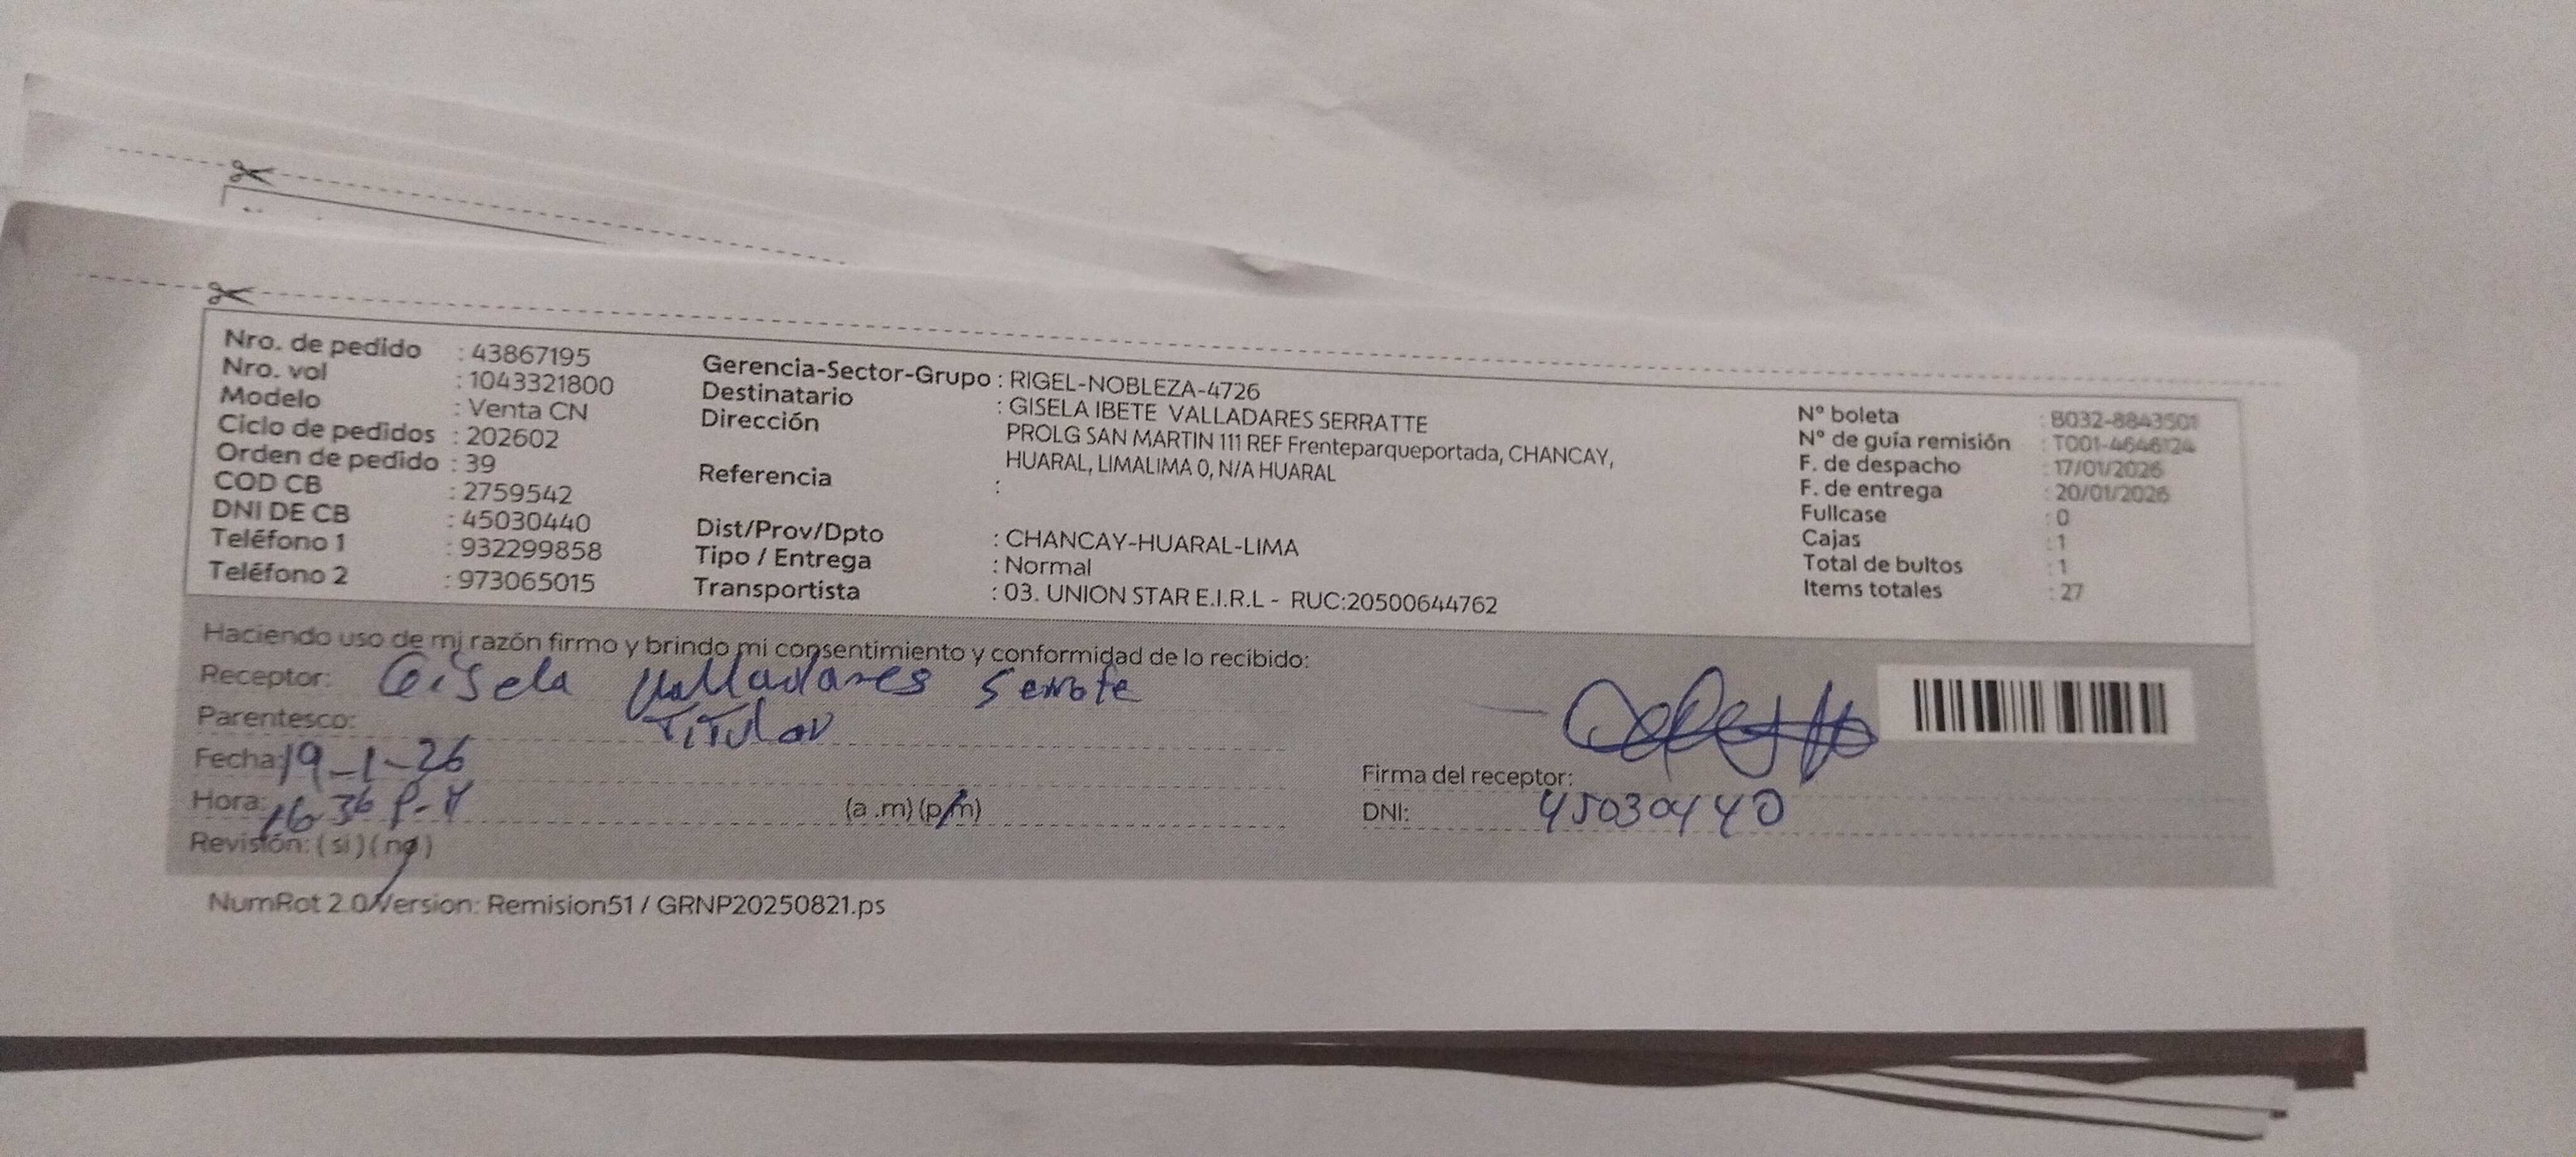 Nro. de pedido : 43867195
Nro. vol : 1043321800
Modelo : Venta CN
Ciclo de pedidos : 202602
Orden de pedido : 39
COD CB : 2759542
DNI DE CB : 45030440
Teléfono 1 : 932299858
Teléfono 2 : 973065015
Gerencia-Sector-Grupo : RIGEL-NOBLEZA-4726
Destinatario : GISELA IBETE VALLADARES SERRATTE
Dirección PROLG SAN MARTIN 111 REF Frenteparqueportada, CHANCAY,
HUARAL, LIMALIMA 0, N/A HUARAL
Referencia :
Dist/Prov/Dpto : CHANCAY-HUARAL-LIMA
Tipo / Entrega : Normal
Transportista : 03. UNION STAR E.I.R.L - RUC:20500644762
N° boleta : B032-8843501
N° de guía remisión : T001-4646124
F. de despacho : 17/01/2026
F. de entrega : 20/01/2026
Fullcase : 0
Cajas : 1
Total de bultos : 1
Items totales : 27
Haciendo uso de mi razón firmo y brindo mi consentimiento y conformidad de lo recibido:
Receptor: Gisela Valladares
Parentesco: Titular
Fecha: 19-1-26
Hora: 16 36 P-M (a .m) (p/m)
Revisión: ( si ) ( no )
Firma del receptor:
DNI: 45030440
NumRot 2.0/Version: Remision51 / GRNP20250821.ps